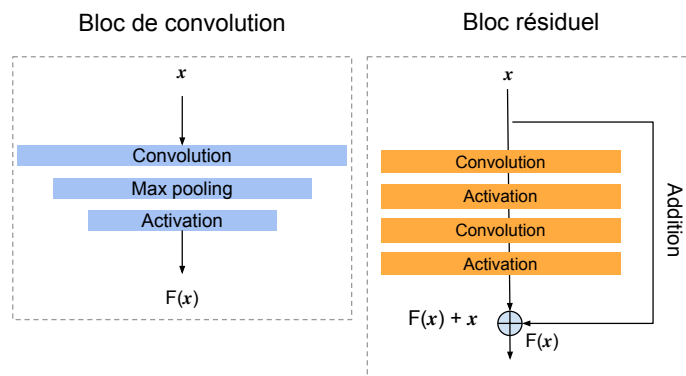 Bloc de convolution
x
Convolution
Max pooling
Activation
F(x)
Bloc résiduel
x
Convolution
Activation
Convolution
Activation
Addition
F(x) + x
F(x)